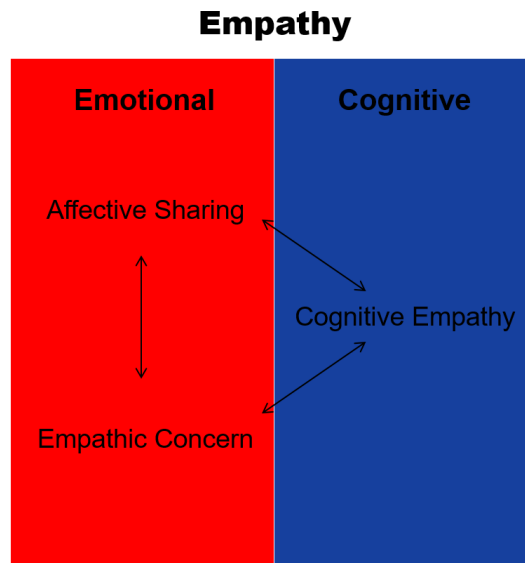 Empathy
Emotional
Cognitive
Affective Sharing
Cognitive Empathy
Empathic Concern